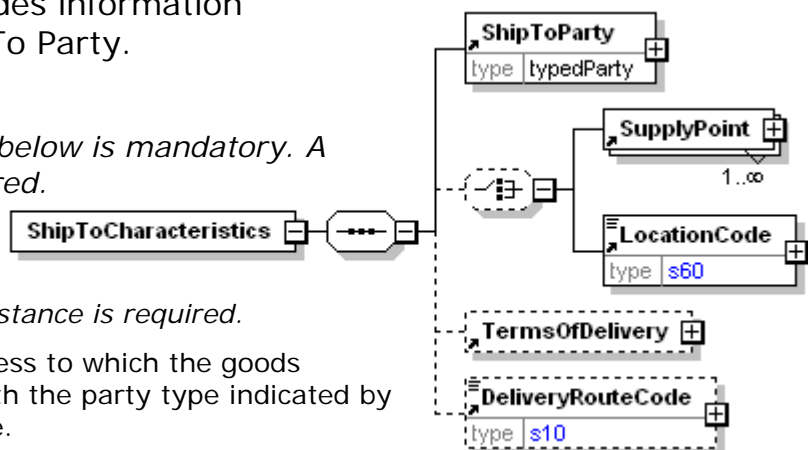 des information
To Party.
below is mandatory. A
red.
stance is required.
ess to which the goods
th the party type indicated by
e.
ShipToCharacteristics
ShipToParty
type typedParty
SupplyPoint
1..∞
LocationCode
type s60
TermsOfDelivery
DeliveryRouteCode
type s10